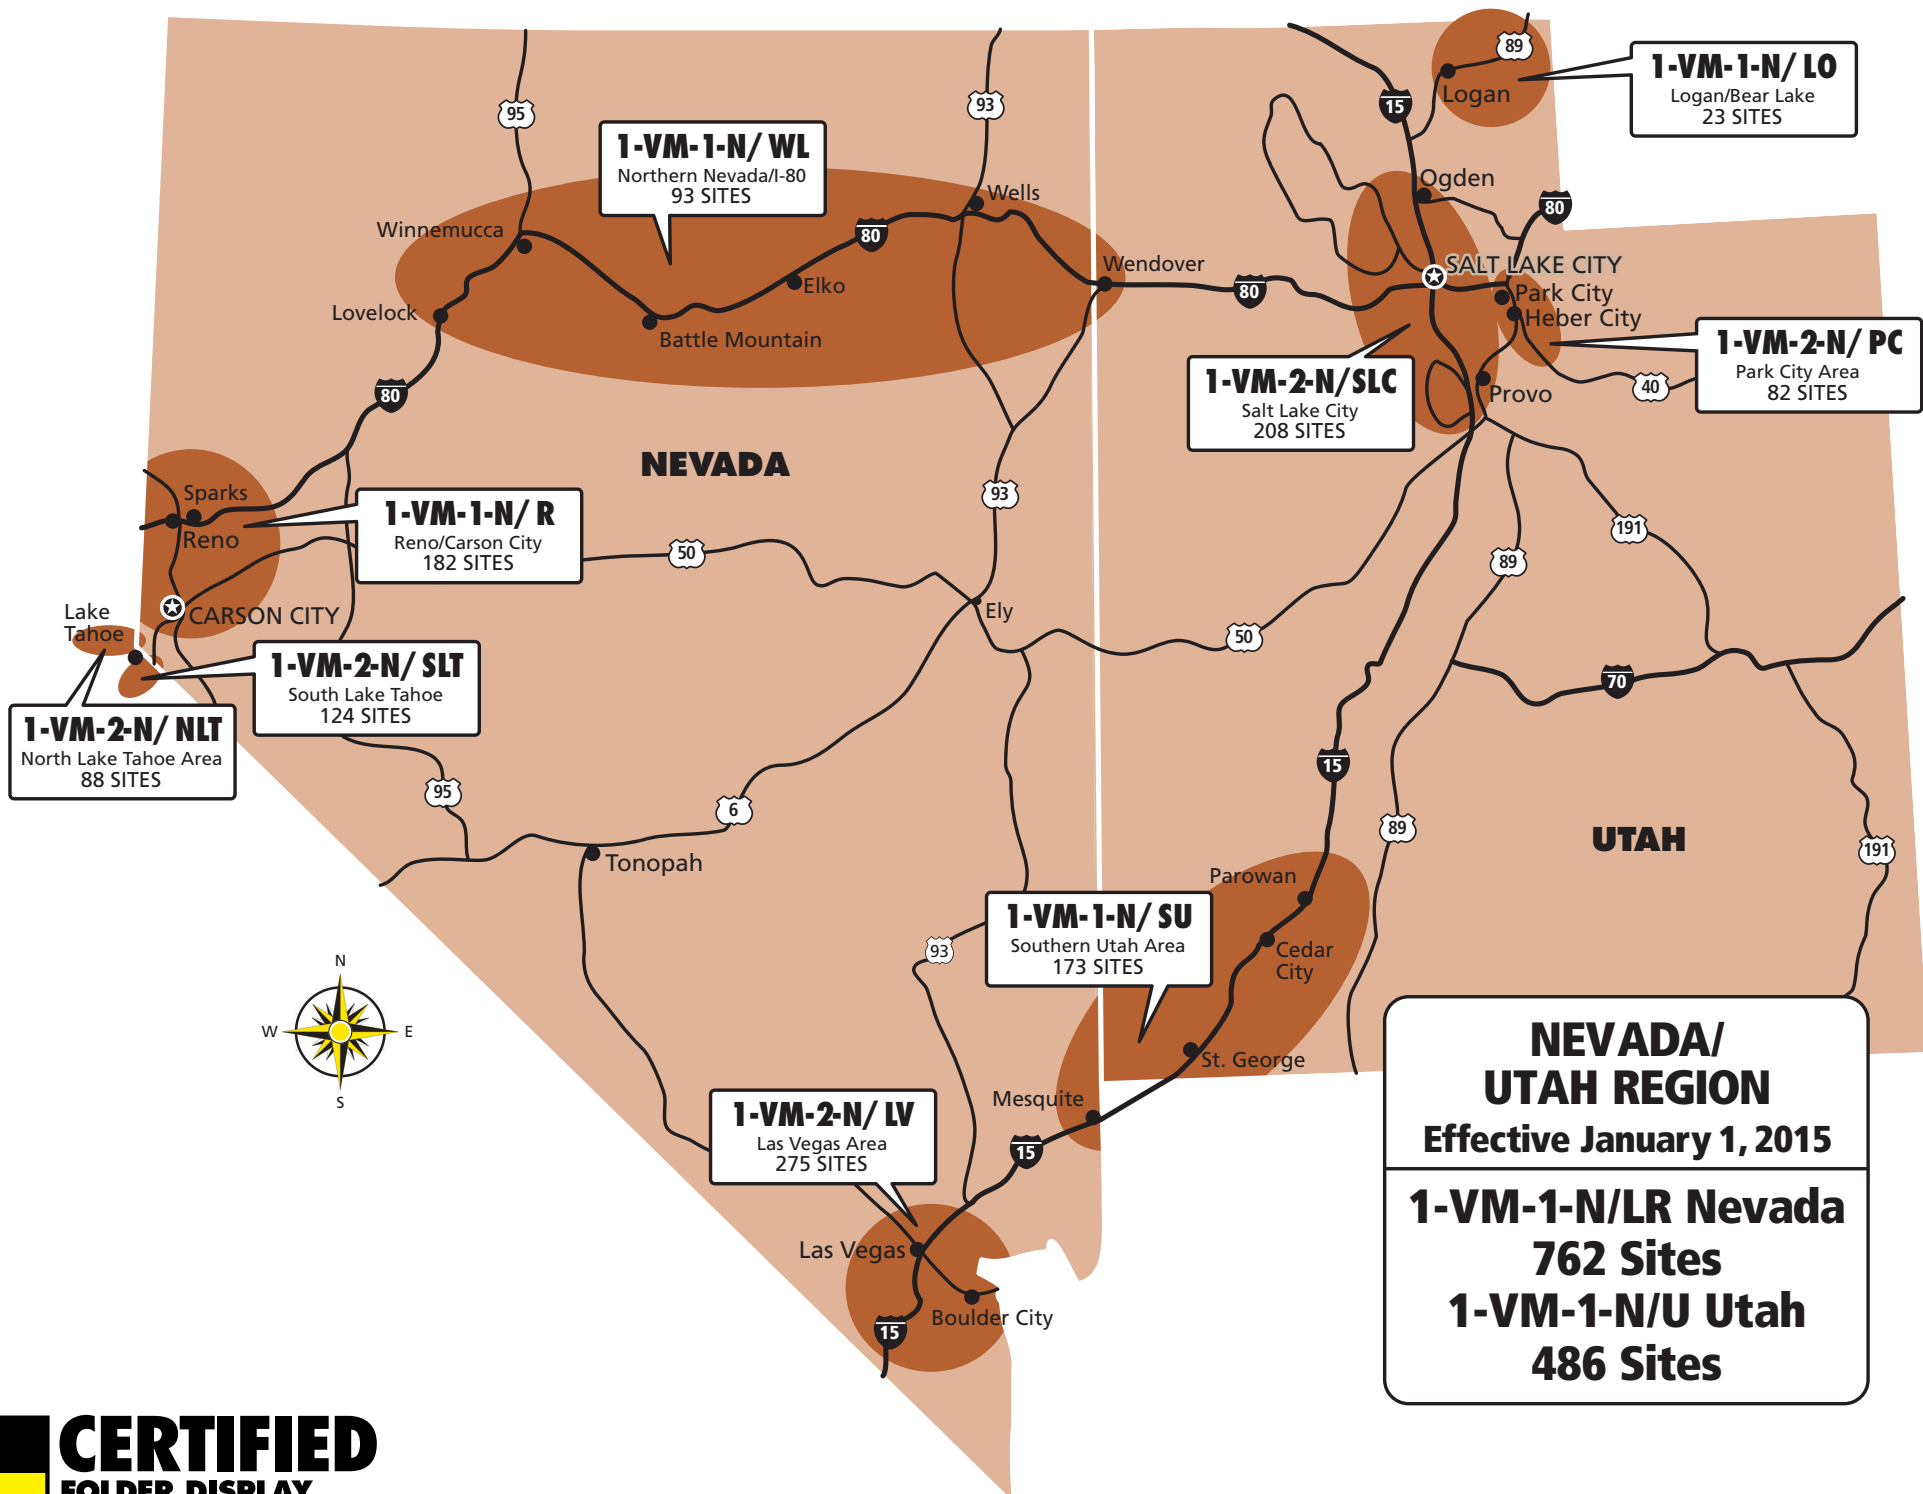 89
1-VM-1-N/ LO
Logan/Bear Lake
23 SITES
Logan
15
95
93
1-VM-1-N/ WL
Northern Nevada/I-80
93 SITES
Ogden
80
Wells
Winnemucca
80
Wendover
SALT LAKE CITY
80
Park City
Elko
Heber City
Lovelock
Battle Mountain
1-VM-2-N/ PC
Park City Area
82 SITES
1-VM-2-N/SLC
Salt Lake City
208 SITES
80
40
Provo
NEVADA
Sparks
93
Reno
1-VM-1-N/ R
Reno/Carson City
182 SITES
191
50
89
Lake
Tahoe
CARSON CITY
Ely
50
1-VM-2-N/ SLT
South Lake Tahoe
124 SITES
70
1-VM-2-N/ NLT
North Lake Tahoe Area
88 SITES
15
95
6
89
UTAH
191
Tonopah
Parowan
1-VM-1-N/ SU
Southern Utah Area
173 SITES
93
Cedar
City
N
W
E
S
St. George
Mesquite
NEVADA/
UTAH REGION
Effective January 1, 2015
1-VM-1-N/LR Nevada
762 Sites
1-VM-1-N/U Utah
486 Sites
1-VM-2-N/ LV
Las Vegas Area
275 SITES
15
Las Vegas
Boulder City
15
CERTIFIED
FOLDER DISPLAY